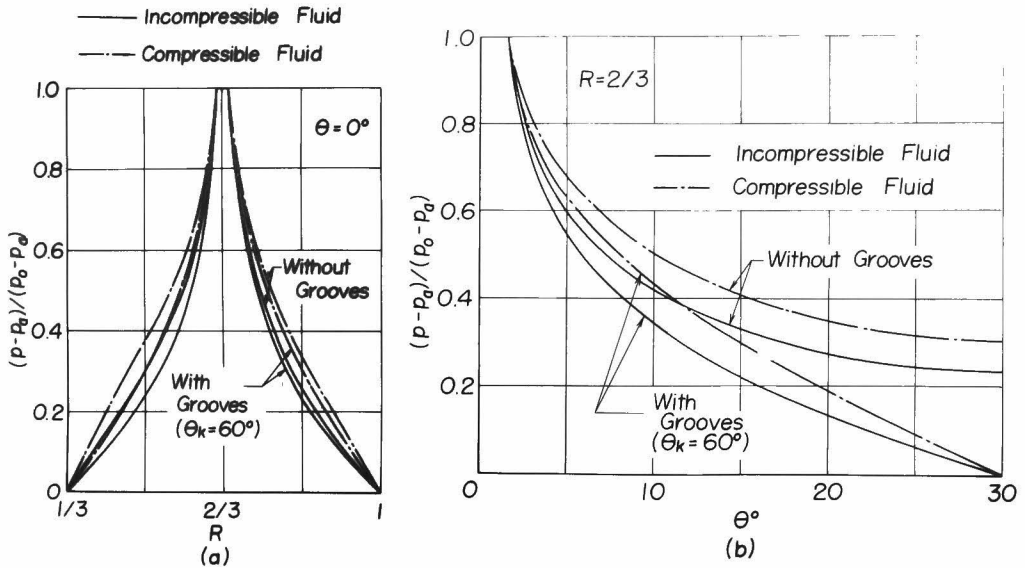 Incompressible Fluid
Compressible Fluid
(p-pa)/(po-pa)
1.0
0.8
0.6
0.4
0.2
0
θ=0°
Without
Grooves
With
Grooves
(θk=60°)
1/3
2/3
1
R
(a)
(p-pa)/(po-pa)
1.0
0.8
0.6
0.4
0.2
R=2/3
Incompressible Fluid
Compressible Fluid
Without Grooves
With
Grooves
(θk=60°)
0
10
20
30
θ°
(b)